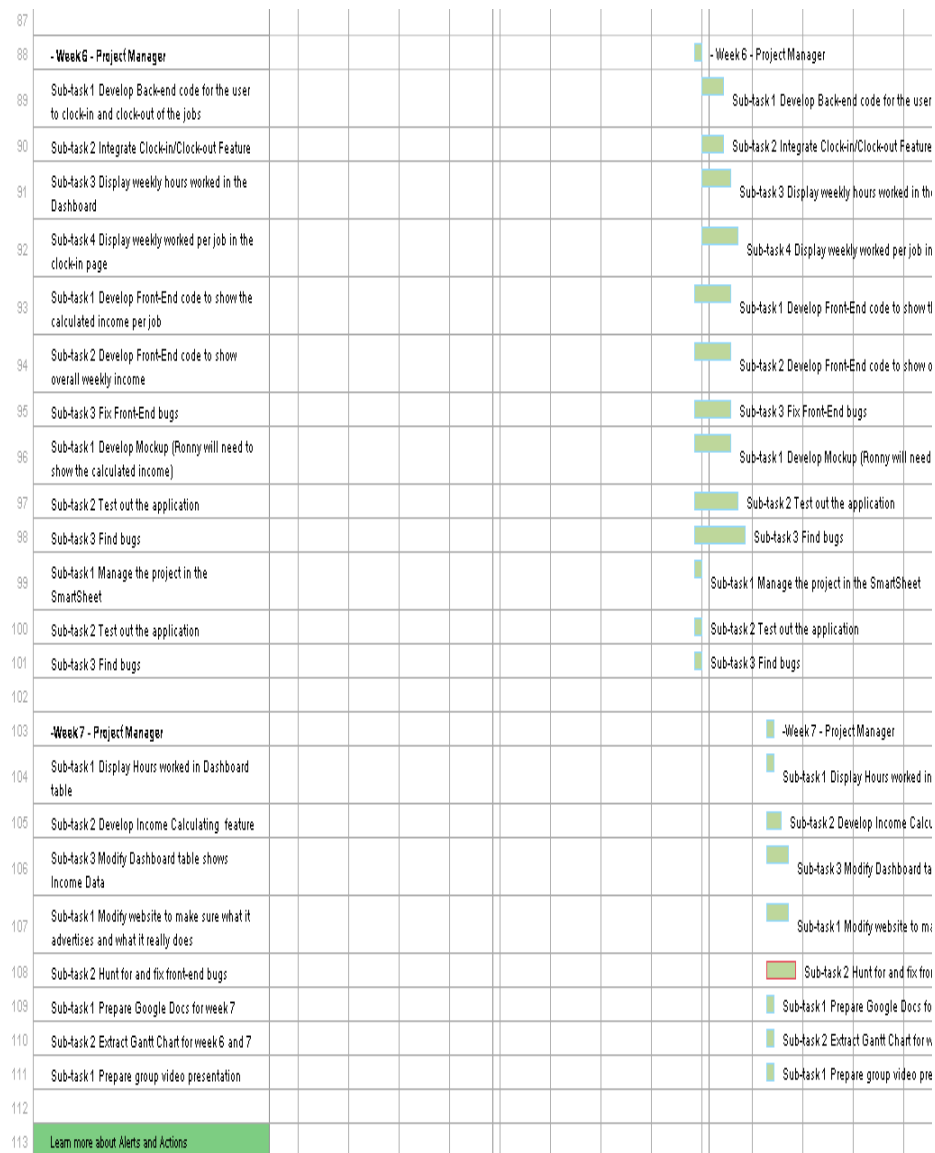 87
88 - Week 6 - Project Manager - Week 6 - Project Manager
89 Sub-task 1 Develop Back-end code for the user
to clock-in and clock-out of the jobs
Sub-task 1 Develop Back-end code for the user
90 Sub-task 2 Integrate Clock-in/Clock-out Feature Sub-task 2 Integrate Clock-in/Clock-out Feature
91 Sub-task 3 Display weekly hours worked in the
Dashboard
Sub-task 3 Display weekly hours worked in the
92 Sub-task 4 Display weekly worked per job in the
clock-in page
Sub-task 4 Display weekly worked per job in
93 Sub-task 1 Develop Front-End code to show the
calculated income per job
Sub-task 1 Develop Front-End code to show th
94 Sub-task 2 Develop Front-End code to show
overall weekly income
Sub-task 2 Develop Front-End code to show o
95 Sub-task 3 Fix Front-End bugs Sub-task 3 Fix Front-End bugs
96 Sub-task 1 Develop Mockup (Ronny will need to
show the calculated income)
Sub-task 1 Develop Mockup (Ronny will need
97 Sub-task 2 Test out the application Sub-task 2 Test out the application
98 Sub-task 3 Find bugs Sub-task 3 Find bugs
99 Sub-task 1 Manage the project in the
SmartSheet
Sub-task 1 Manage the project in the SmartSheet
100 Sub-task 2 Test out the application Sub-task 2 Test out the application
101 Sub-task 3 Find bugs Sub-task 3 Find bugs
102
103 -Week 7 - Project Manager -Week 7 - Project Manager
104 Sub-task 1 Display Hours worked in Dashboard
table
Sub-task 1 Display Hours worked in
105 Sub-task 2 Develop Income Calculating feature Sub-task 2 Develop Income Calcu
106 Sub-task 3 Modify Dashboard table shows
Income Data
Sub-task 3 Modify Dashboard ta
107 Sub-task 1 Modify website to make sure what it
advertises and what it really does
Sub-task 1 Modify website to ma
108 Sub-task 2 Hunt for and fix front-end bugs Sub-task 2 Hunt for and fix fron
109 Sub-task 1 Prepare Google Docs for week 7 Sub-task 1 Prepare Google Docs fo
110 Sub-task 2 Extract Gantt Chart for week 6 and 7 Sub-task 2 Extract Gantt Chart for w
111 Sub-task 1 Prepare group video presentation Sub-task 1 Prepare group video pre
112
113 Learn more about Alerts and Actions